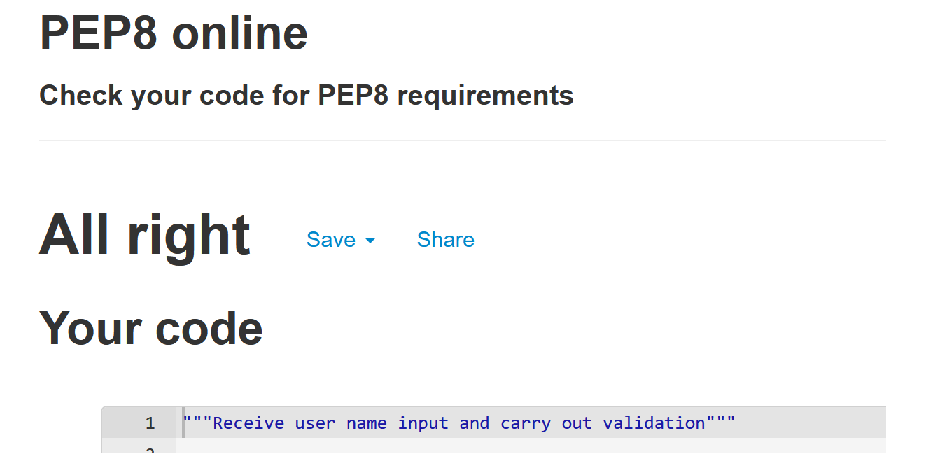 PEP8 online
Check your code for PEP8 requirements
All right Save Share
Your code
1 """Receive user name input and carry out validation"""